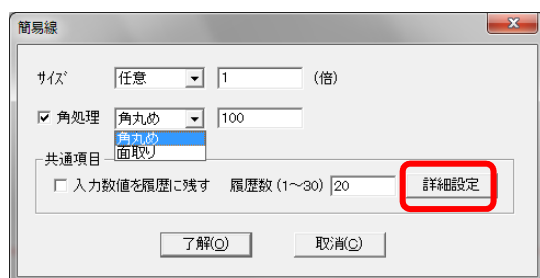 簡易線
サイズ 任意 1 (倍)
角処理 角丸め 100
角丸め
面取り
共通項目
入力数値を履歴に残す 履歴数(1～30) 20 詳細設定
了解(O) 取消(C)